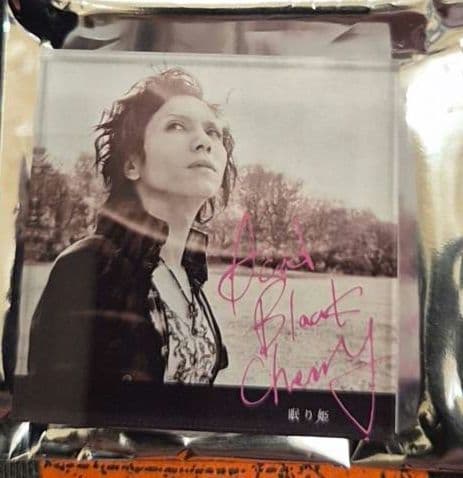 Acid
Black
Cherry
眠り姫